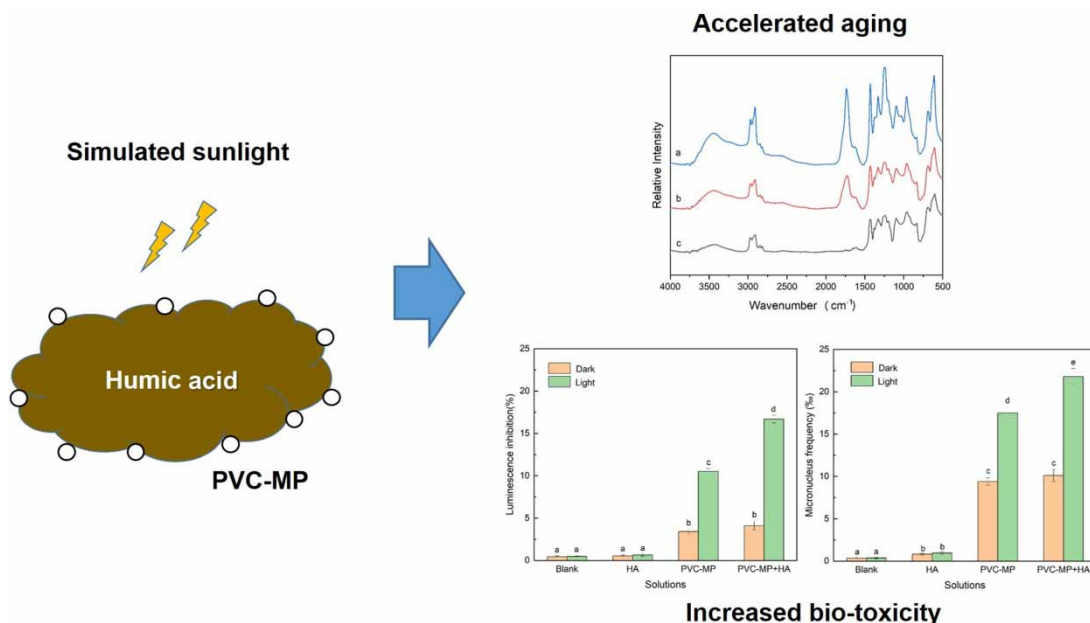 Accelerated aging
Simulated sunlight
Humic acid
PVC-MP
Relative Intensity
a
b
c
4000 3500 3000 2500 2000 1500 1000 500
Wavenumber ( cm⁻¹)
Luminescence inhibition(%)
25
20
15
10
5
0
Dark
Light
a a a a b c b d
Blank HA PVC-MP PVC-MP+HA
Solutions
Micronucleus frequency (‰)
25
20
15
10
5
0
Dark
Light
a a b b c d c e
Blank HA PVC-MP PVC-MP+HA
Solutions
Increased bio-toxicity